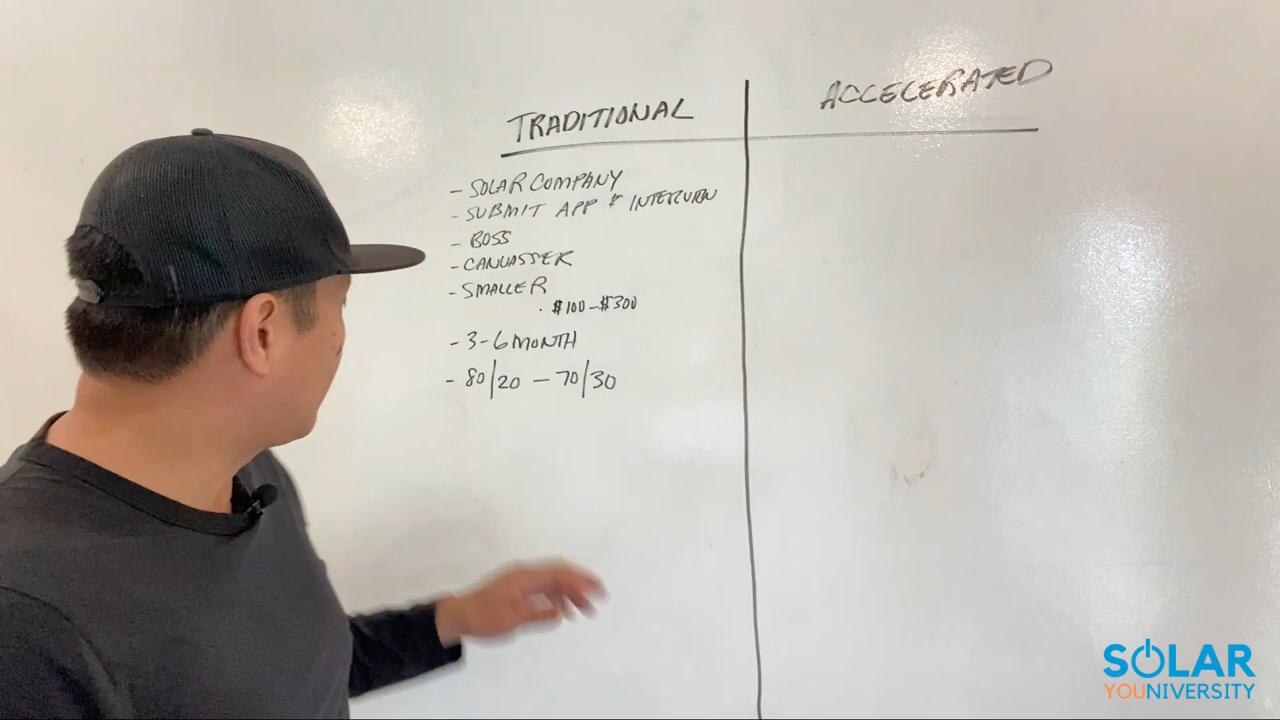 TRADITIONAL
ACCELERATED
- SOLAR COMPANY
- SUBMIT APP & INTERVIEW
- BOSS
- CANVASSER
- SMALLER
· $100-$300
- 3-6 MONTH
- 80/20 - 70/30
SOLAR
YOUNIVERSITY